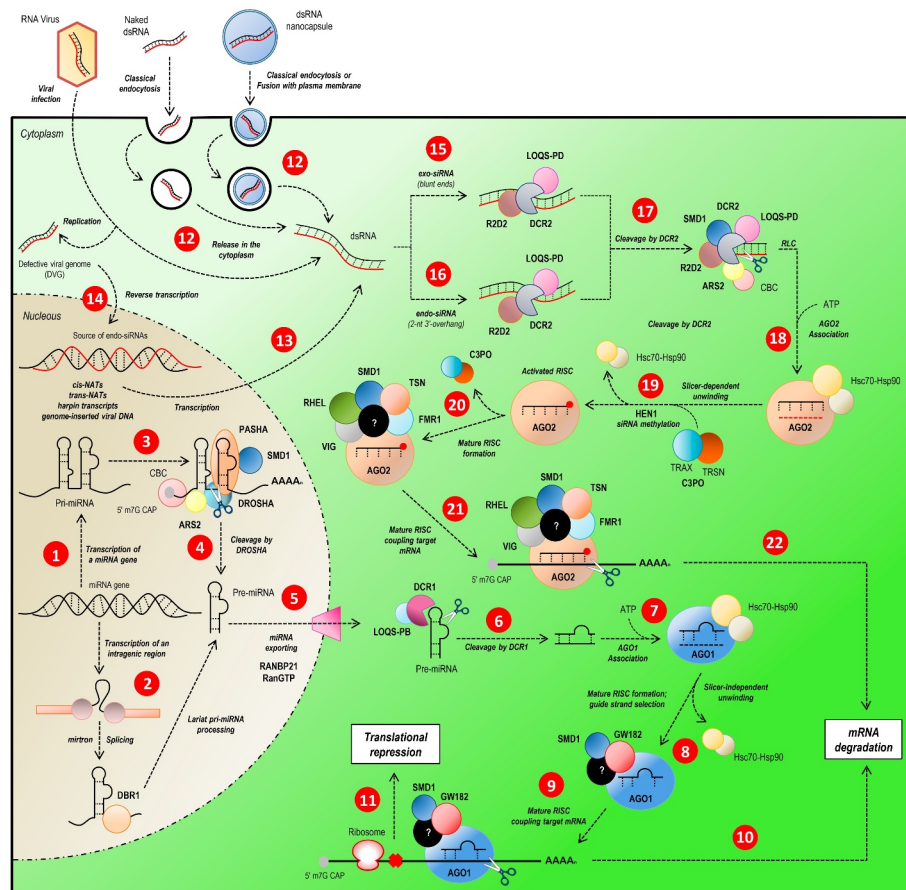 RNA Virus
Naked
dsRNA
dsRNA
nanocapsule
Viral
infection
Classical
endocytosis
Classical endocytosis or
Fusion with plasma membrane
Cytoplasm
12
12
Release in the
cytoplasm
dsRNA
Replication
Defective viral genome
(DVG)
14
Reverse transcription
13
15
exo-siRNA
(blunt ends)
LOQS-PD
R2D2
DCR2
16
endo-siRNA
(2-nt 3'-overhang)
LOQS-PD
R2D2
DCR2
17
Cleavage by DCR2
DCR2
SMD1
LOQS-PD
R2D2
ARS2
CBC
RLC
Cleavage by DCR2
ATP
18
AGO2
Association
Hsc70-Hsp90
AGO2
Hsc70-Hsp90
19
Slicer-dependent
unwinding
HEN1
siRNA methylation
TRAX
TRSN
C3PO
Activated RISC
AGO2
C3PO
20
Mature RISC
formation
SMD1
TSN
RHEL
?
FMR1
VIG
AGO2
21
Mature RISC
coupling target
mRNA
SMD1
TSN
RHEL
?
FMR1
VIG
AGO2
5' m7G CAP
AAAAn
22
Nucleous
Source of endo-siRNAs
cis-NATs
trans-NATs
harpin transcripts
genome-inserted viral DNA
Transcription
3
Pri-miRNA
CBC
5' m7G CAP
ARS2
PASHA
SMD1
AAAAn
DROSHA
1
Transcription of
a miRNA gene
4
Cleavage by
DROSHA
miRNA gene
Pre-miRNA
5
miRNA
exporting
RANBP21
RanGTP
Transcription of an
intragenic region
2
mirtron
Splicing
Lariat pri-miRNA
processing
DBR1
DCR1
LOQS-PB
Pre-miRNA
6
Cleavage by DCR1
ATP
7
AGO1
Association
Hsc70-Hsp90
AGO1
Mature RISC formation;
guide strand selection
Slicer-independent
unwinding
8
Hsc70-Hsp90
SMD1
GW182
?
AGO1
9
Mature RISC
coupling target mRNA
10
mRNA
degradation
Translational
repression
11
Ribosome
SMD1
GW182
?
AGO1
5' m7G CAP
AAAAn